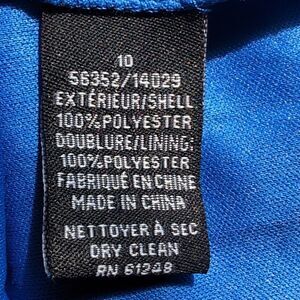 10
56352/14029
EXTÉRIEUR/SHELL
100%POLYESTER
DOUBLURE/LINING:
100%POLYESTER
FABRIQUÉ EN CHINE
MADE IN CHINA
NETTOYER À SEC
DRY CLEAN
RN 61248